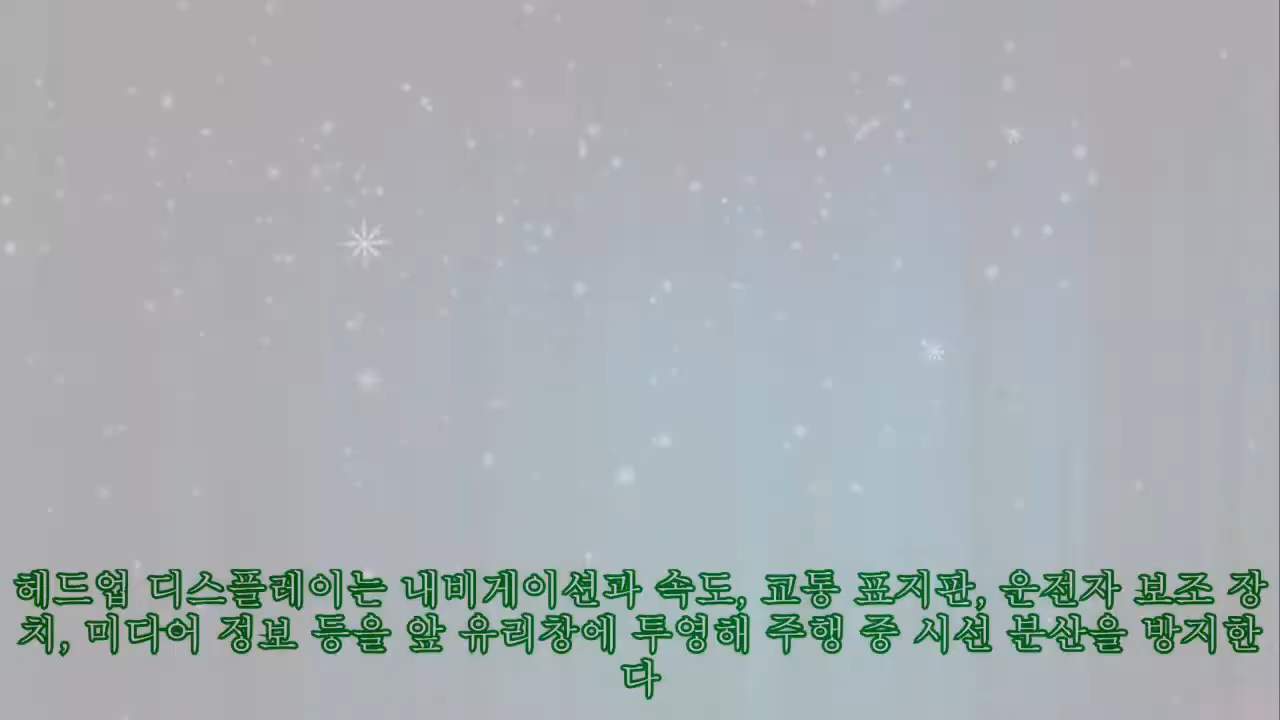 헤드업 디스플레이는 내비게이션과 속도, 교통 표지판, 운전자 보조 장
치, 미디어 정보 등을 앞 유리창에 투영해 주행 중 시선 분산을 방지한
다